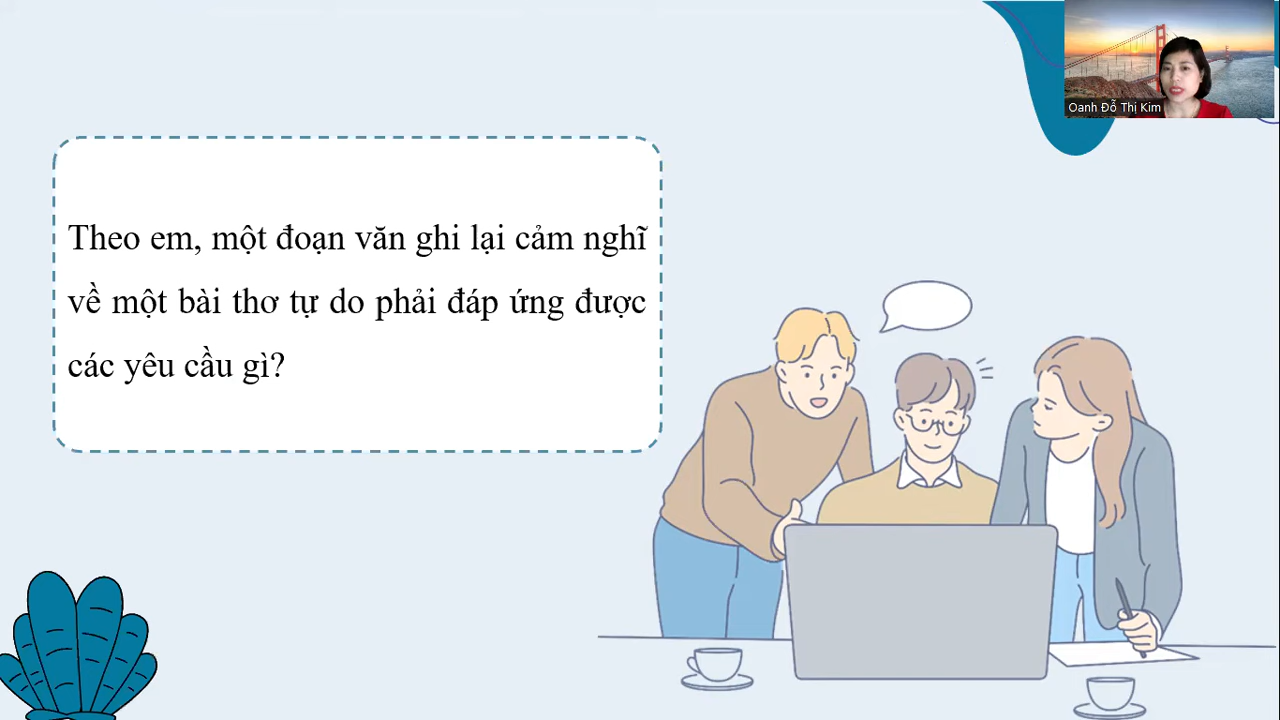 Oanh Đỗ Thị Kim
Theo em, một đoạn văn ghi lại cảm nghĩ
về một bài thơ tự do phải đáp ứng được
các yêu cầu gì?